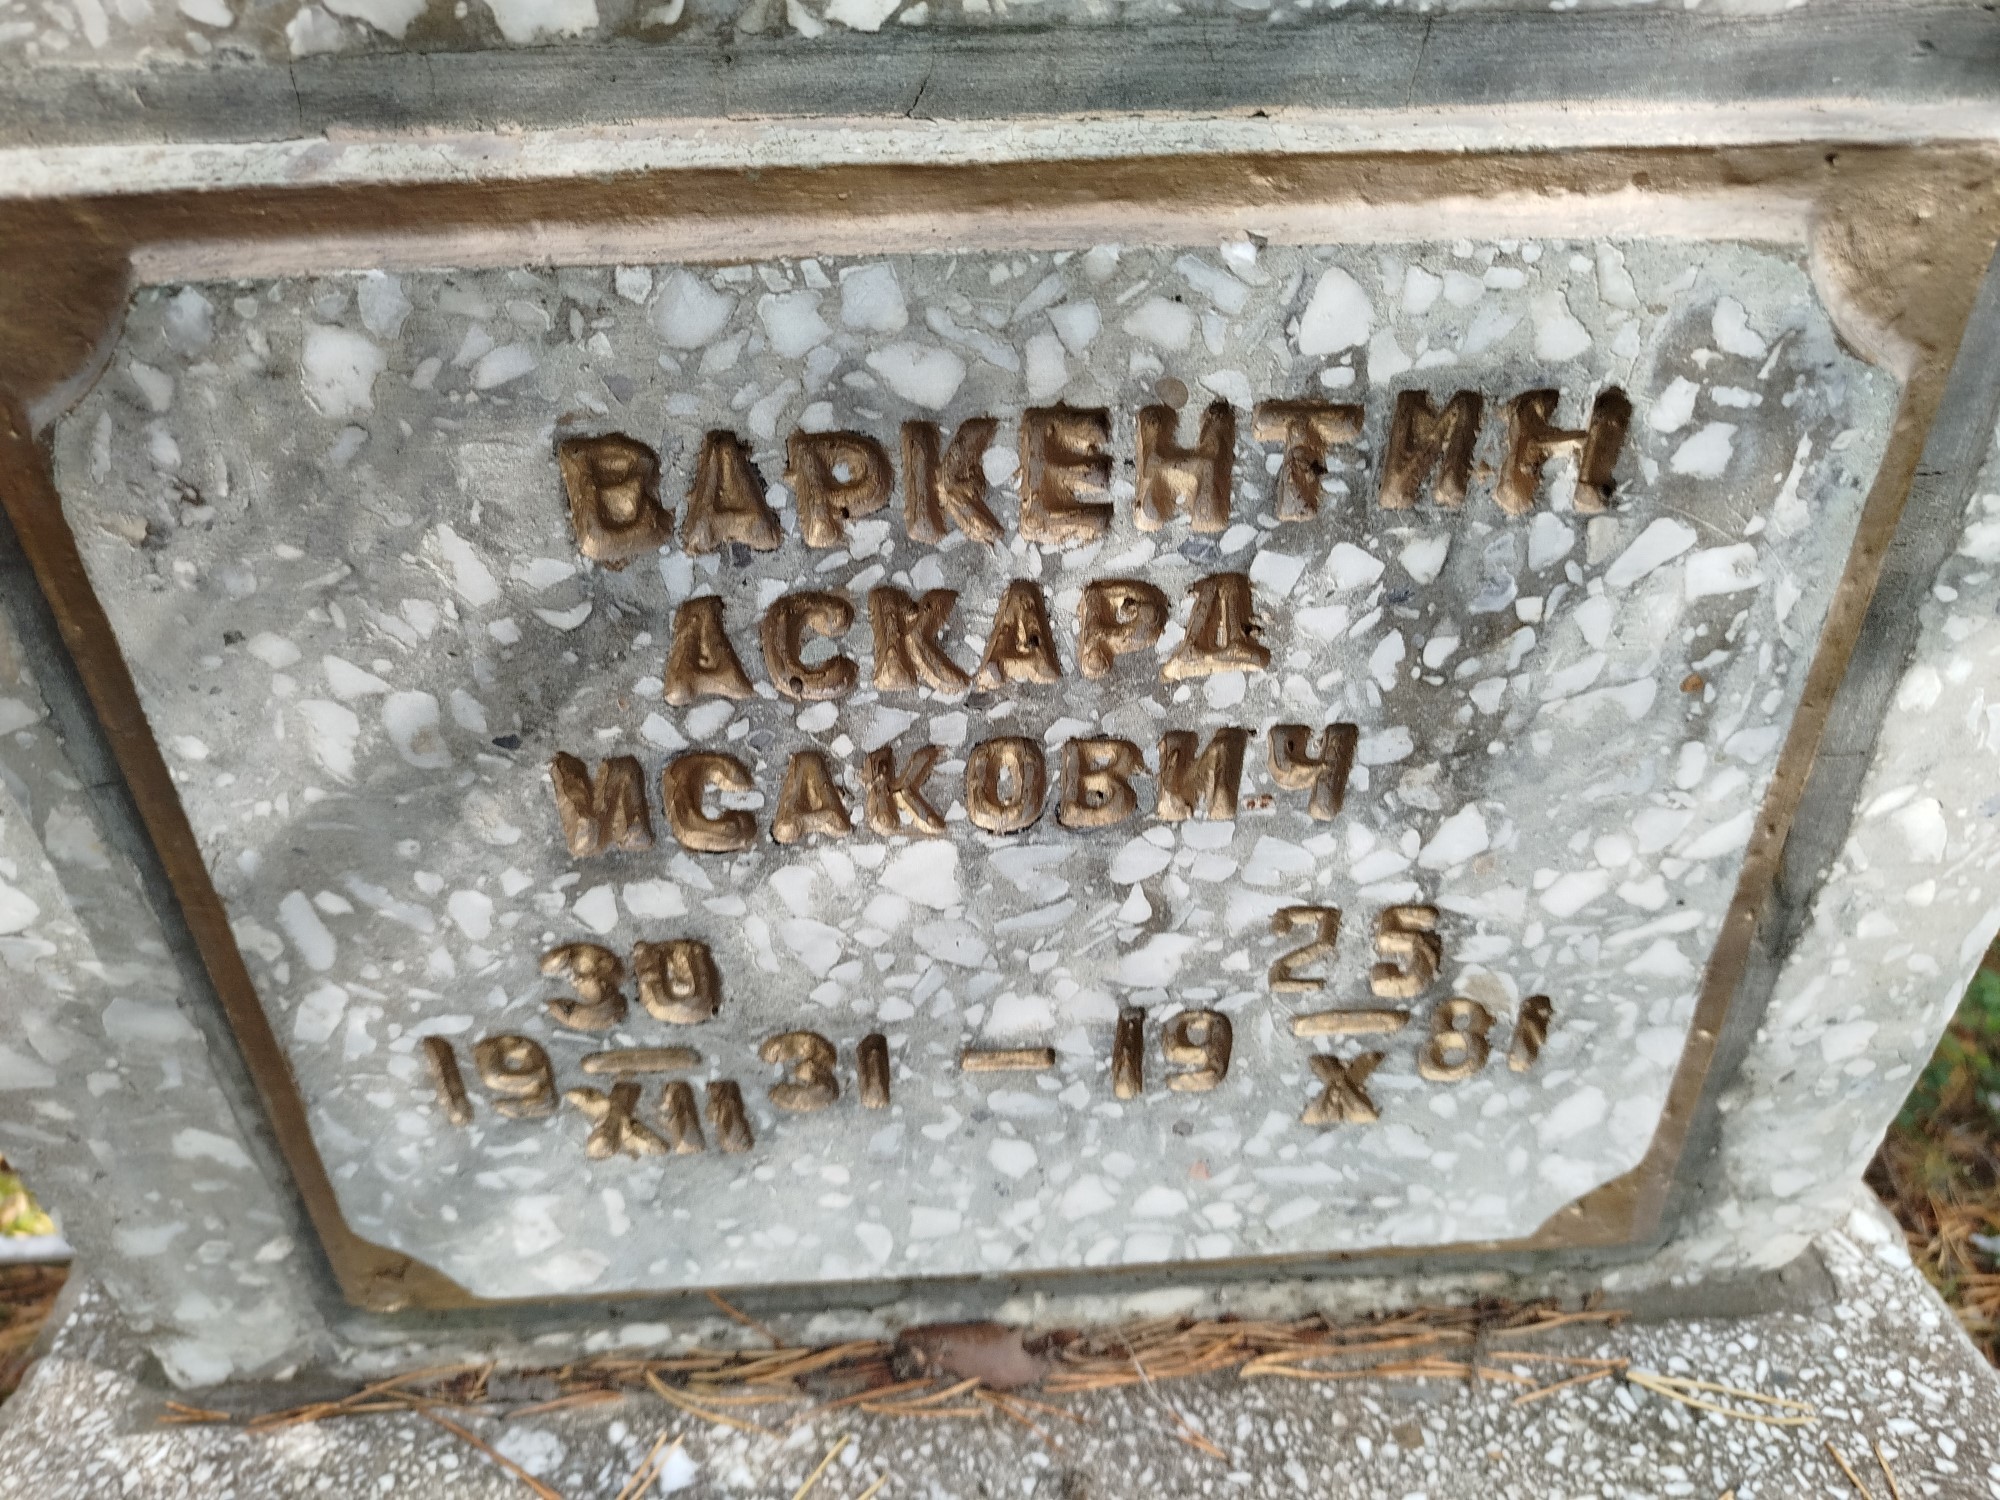 ВАРКЕНТИН
АСКАРД
ИСАКОВИЧ
19 30/XII 31 — 19 25/X 81